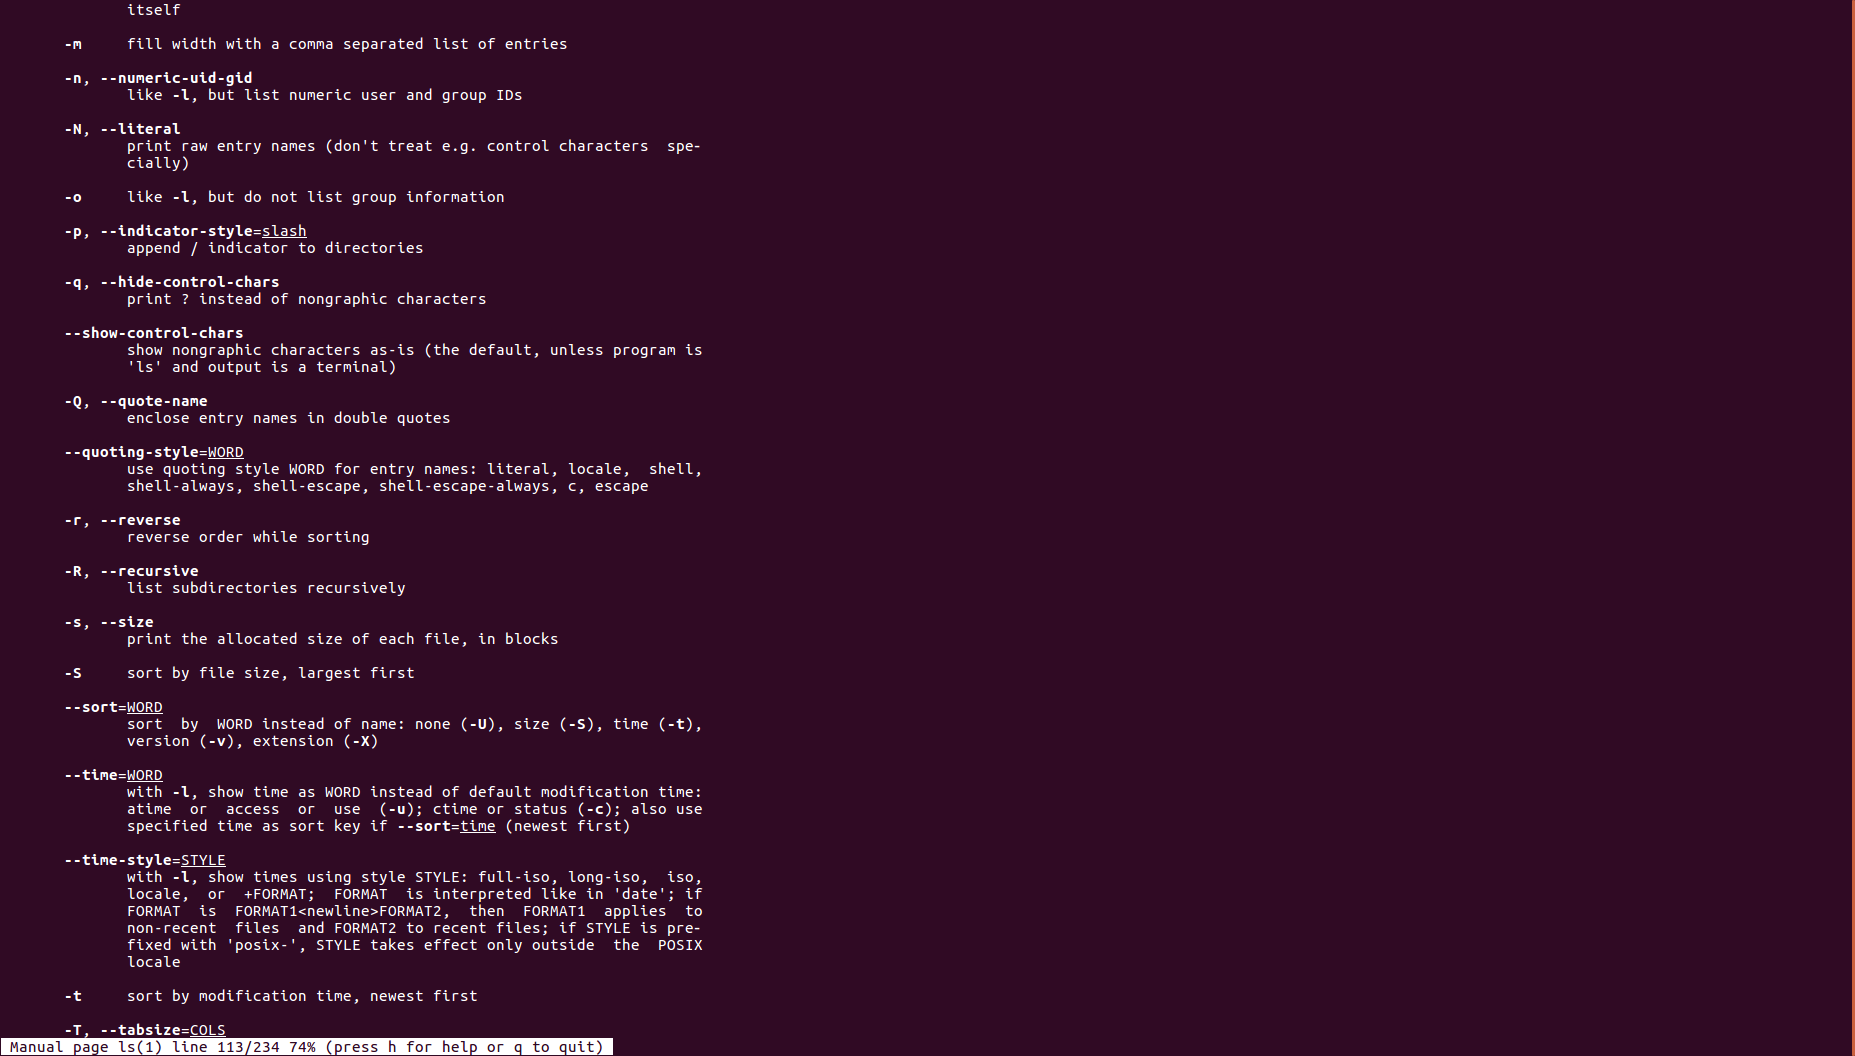 itself
-m     fill width with a comma separated list of entries
-n, --numeric-uid-gid
like -l, but list numeric user and group IDs
-N, --literal
print raw entry names (don't treat e.g. control characters  spe-
cially)
-o     like -l, but do not list group information
-p, --indicator-style=slash
append / indicator to directories
-q, --hide-control-chars
print ? instead of nongraphic characters
--show-control-chars
show nongraphic characters as-is (the default, unless program is
'ls' and output is a terminal)
-Q, --quote-name
enclose entry names in double quotes
--quoting-style=WORD
use quoting style WORD for entry names: literal, locale,  shell,
shell-always, shell-escape, shell-escape-always, c, escape
-r, --reverse
reverse order while sorting
-R, --recursive
list subdirectories recursively
-s, --size
print the allocated size of each file, in blocks
-S     sort by file size, largest first
--sort=WORD
sort  by  WORD instead of name: none (-U), size (-S), time (-t),
version (-v), extension (-X)
--time=WORD
with -l, show time as WORD instead of default modification time:
atime  or  access  or  use  (-u); ctime or status (-c); also use
specified time as sort key if --sort=time (newest first)
--time-style=STYLE
with -l, show times using style STYLE: full-iso, long-iso,  iso,
locale,  or  +FORMAT;  FORMAT  is interpreted like in 'date'; if
FORMAT  is  FORMAT1<newline>FORMAT2,  then  FORMAT1  applies  to
non-recent  files  and FORMAT2 to recent files; if STYLE is pre-
fixed with 'posix-', STYLE takes effect only outside  the  POSIX
locale
-t     sort by modification time, newest first
-T, --tabsize=COLS
Manual page ls(1) line 113/234 74% (press h for help or q to quit)